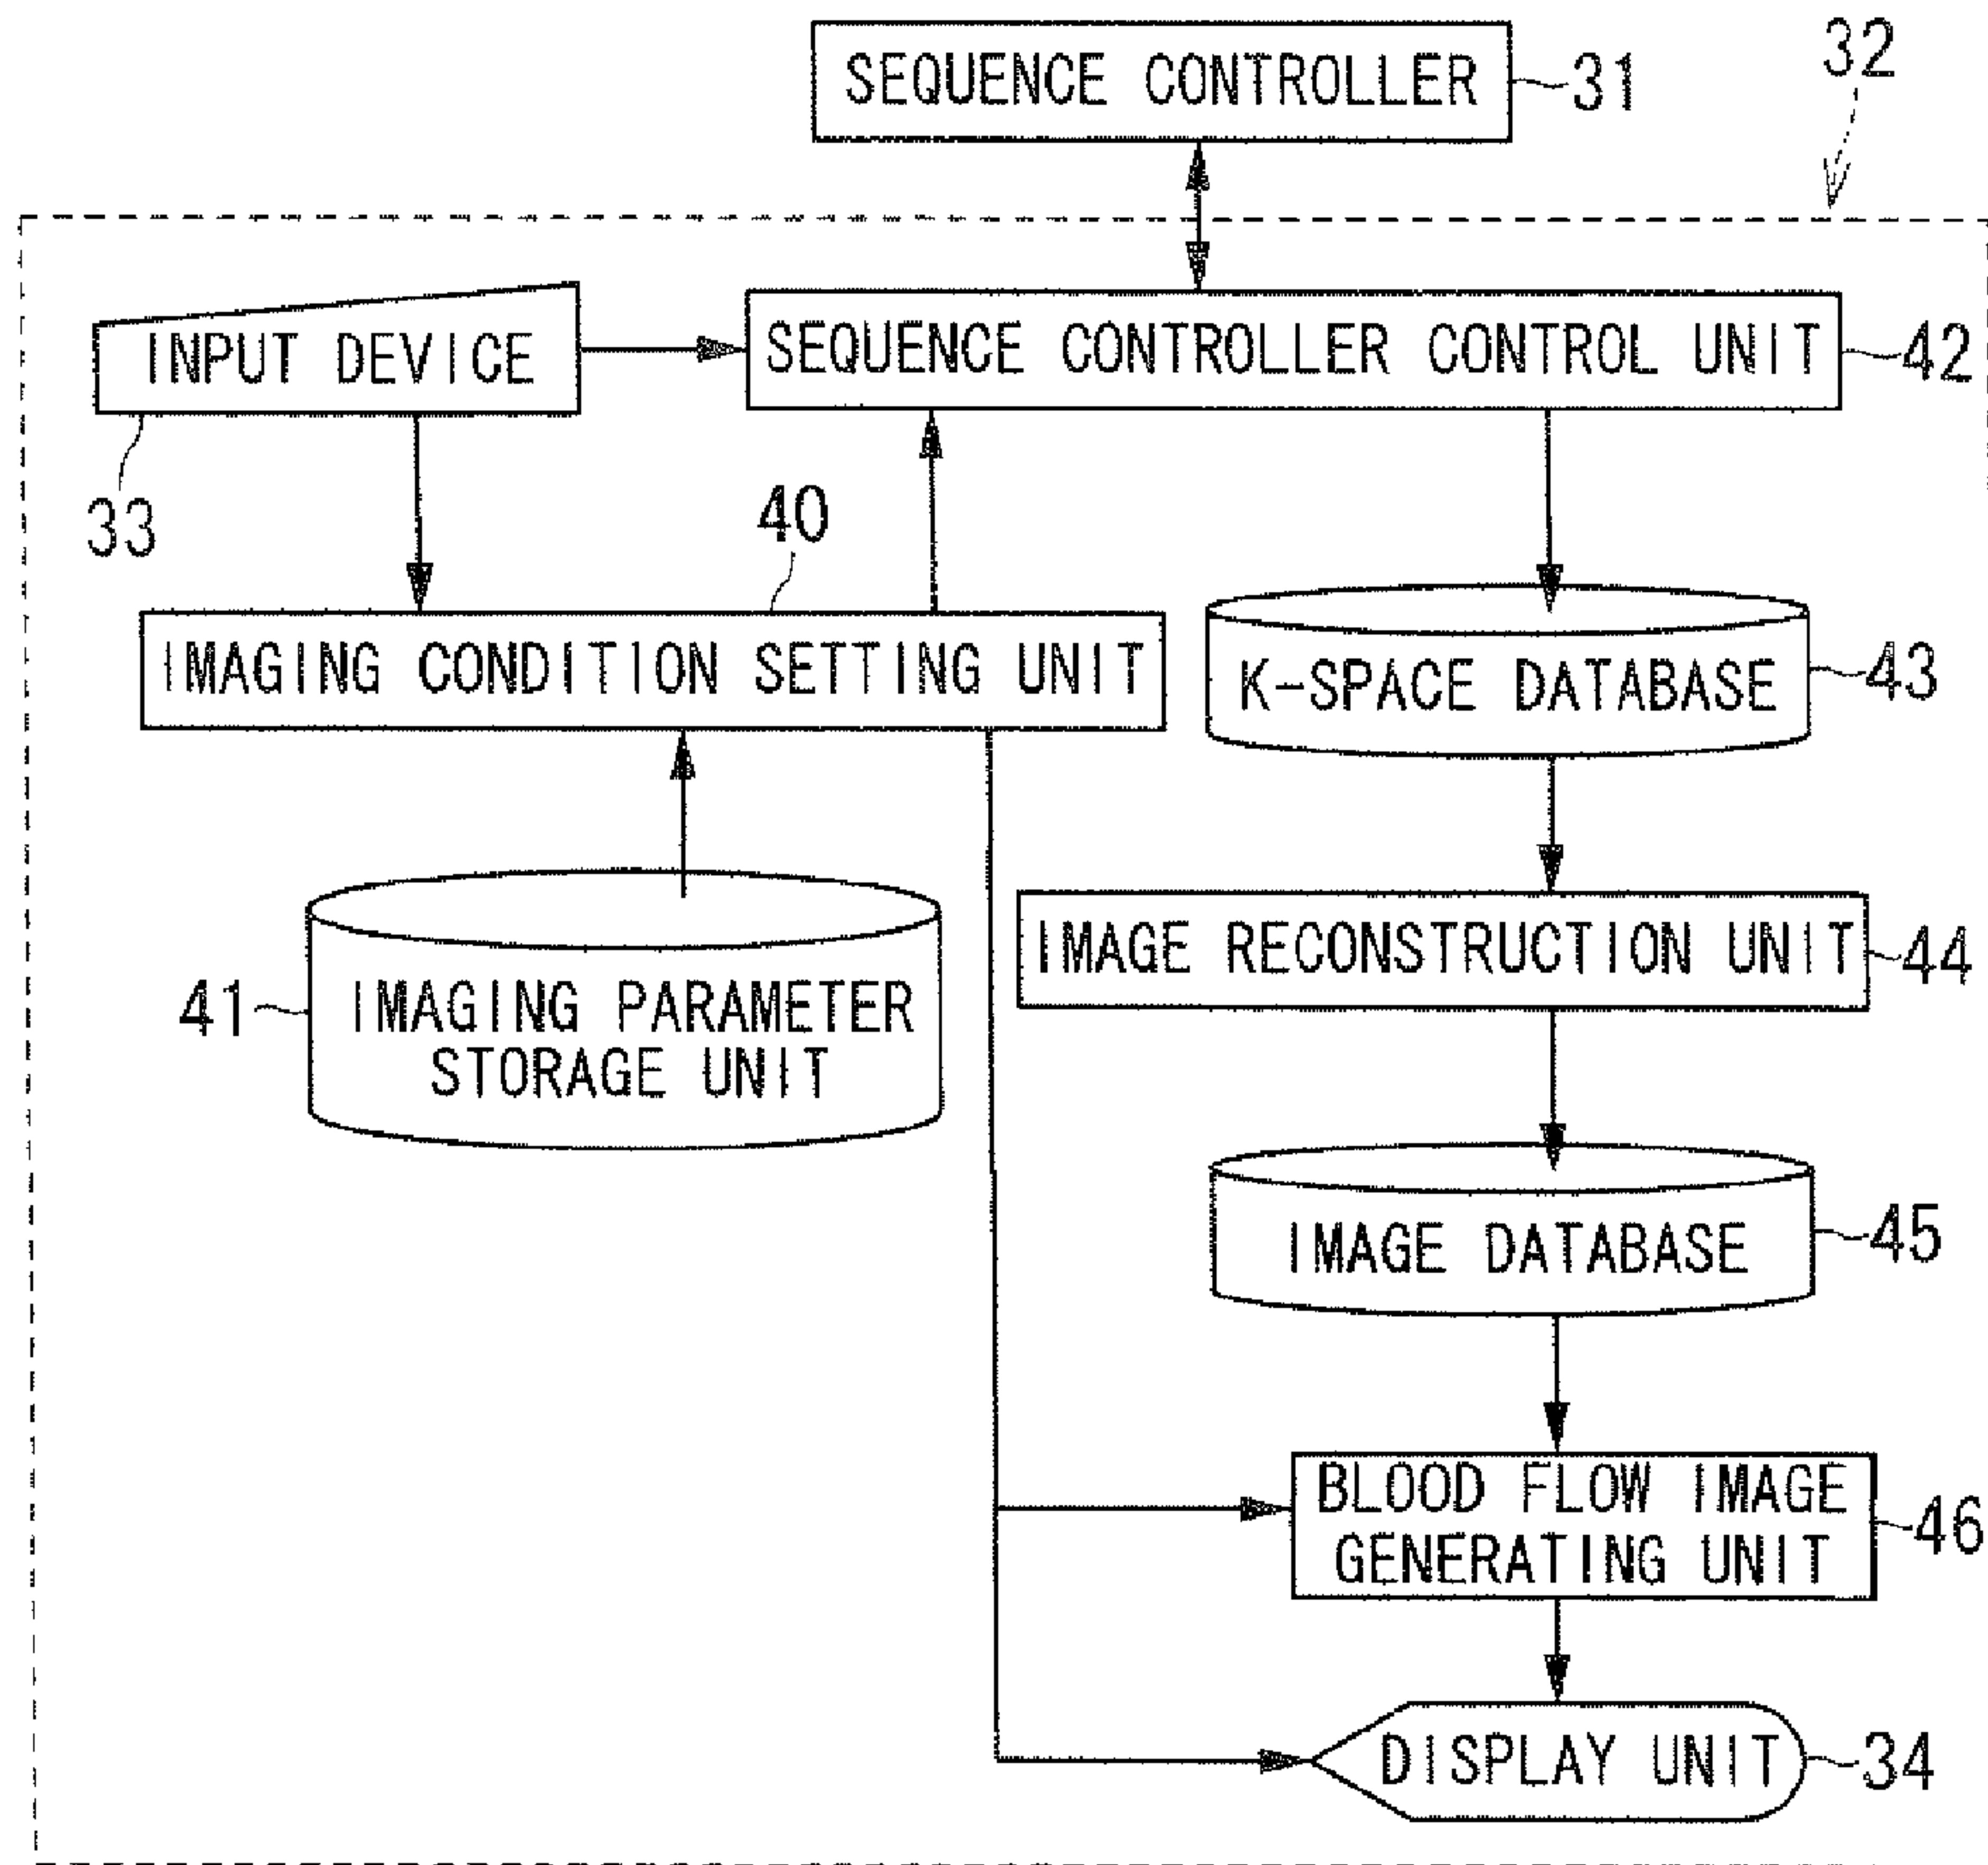 SEQUENCE CONTROLLER
31
32
INPUT DEVICE
SEQUENCE CONTROLLER CONTROL UNIT
42
33
40
IMAGING CONDITION SETTING UNIT
K-SPACE DATABASE
43
IMAGE RECONSTRUCTION UNIT
44
41
IMAGING PARAMETER
STORAGE UNIT
IMAGE DATABASE
45
BLOOD FLOW IMAGE
GENERATING UNIT
46
DISPLAY UNIT
34